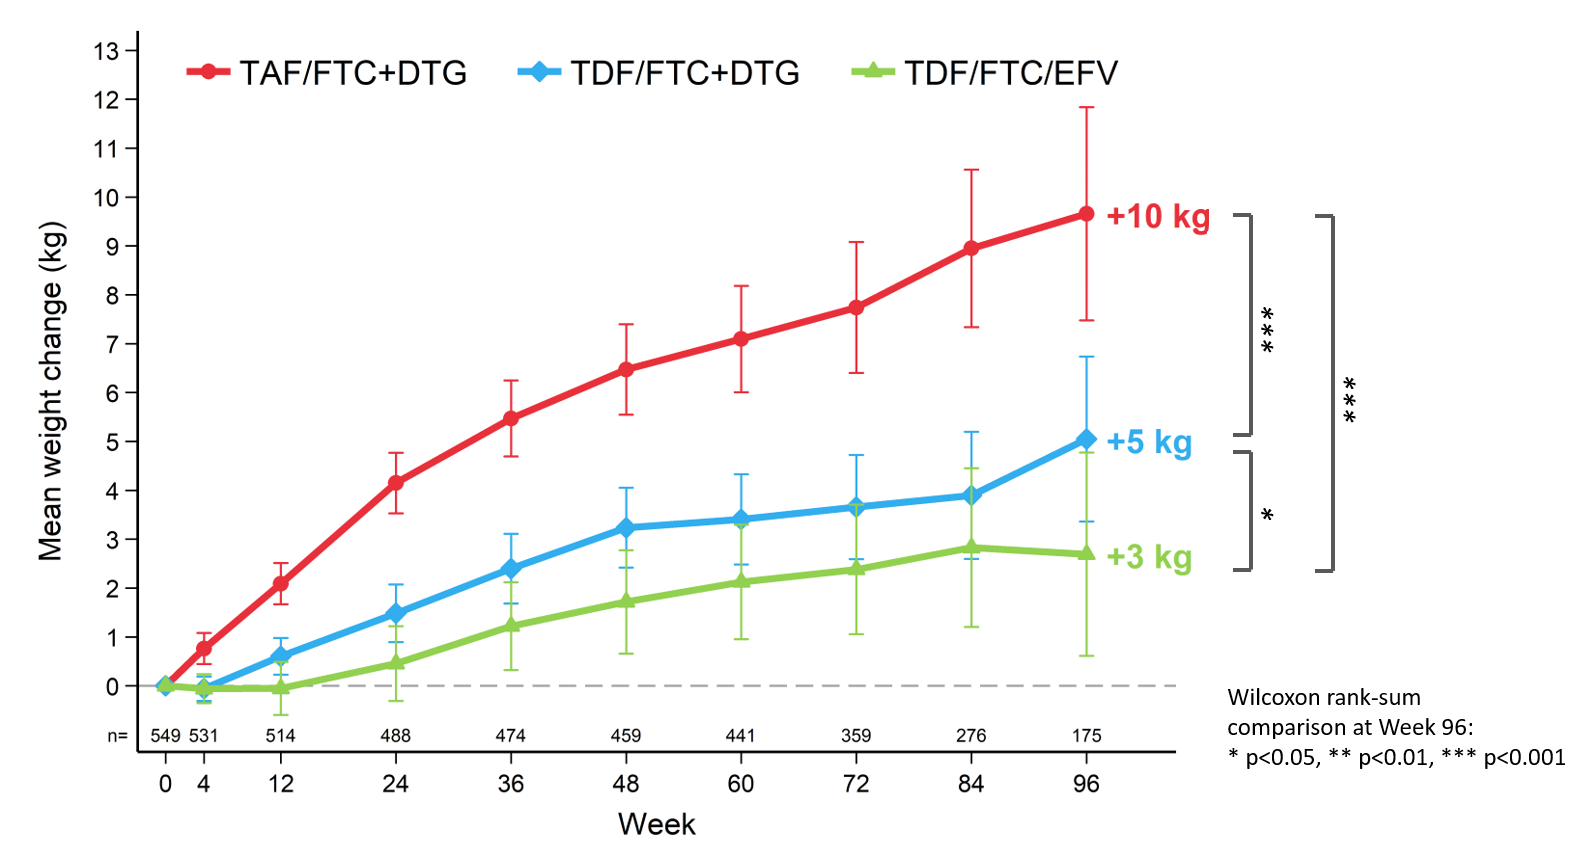 TAF/FTC+DTG TDF/FTC+DTG TDF/FTC/EFV
Mean weight change (kg)
13
12
11
10
9
8
7
6
5
4
3
2
1
0
+10 kg
+5 kg
+3 kg
***
***
*
n= 549 531 514 488 474 459 441 359 276 175
0 4 12 24 36 48 60 72 84 96
Week
Wilcoxon rank-sum
comparison at Week 96:
* p<0.05, ** p<0.01, *** p<0.001